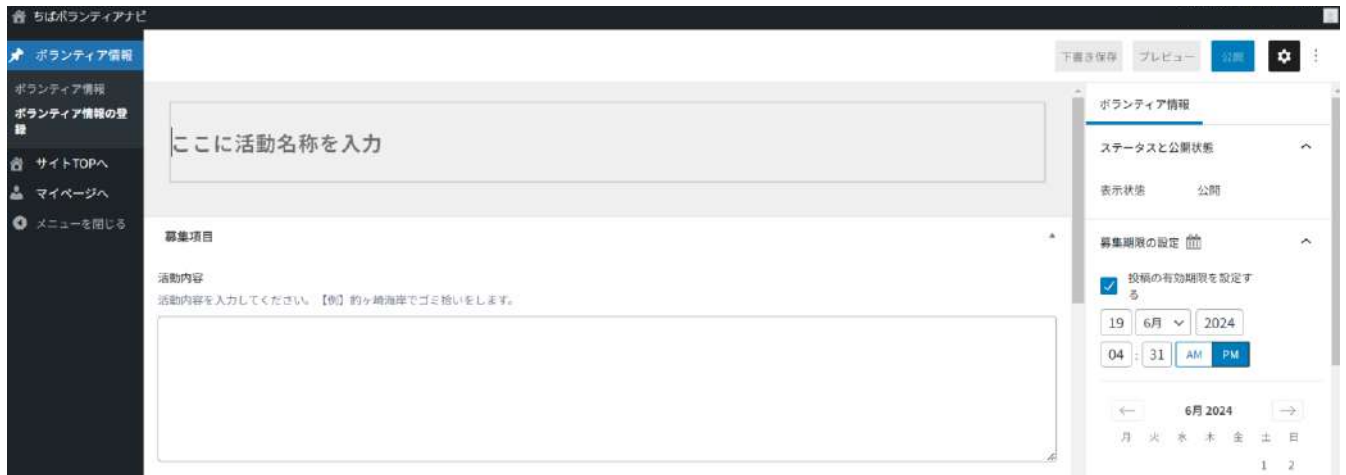 ちばボランティアナビ
ボランティア情報
ボランティア情報
ボランティア情報の登
録
サイトTOPへ
マイページへ
メニューを閉じる
下書き保存 プレビュー 公開
ここに活動名称を入力
募集項目
活動内容
活動内容を入力してください。【例】釣ヶ崎海岸でゴミ拾いをします。
ボランティア情報
ステータスと公開状態
表示状態 公開
募集期限の設定
投稿の有効期限を設定す
る
19 6月 2024
04 : 31 AM PM
← 6月 2024 →
月 火 水 木 金 土 日
1 2